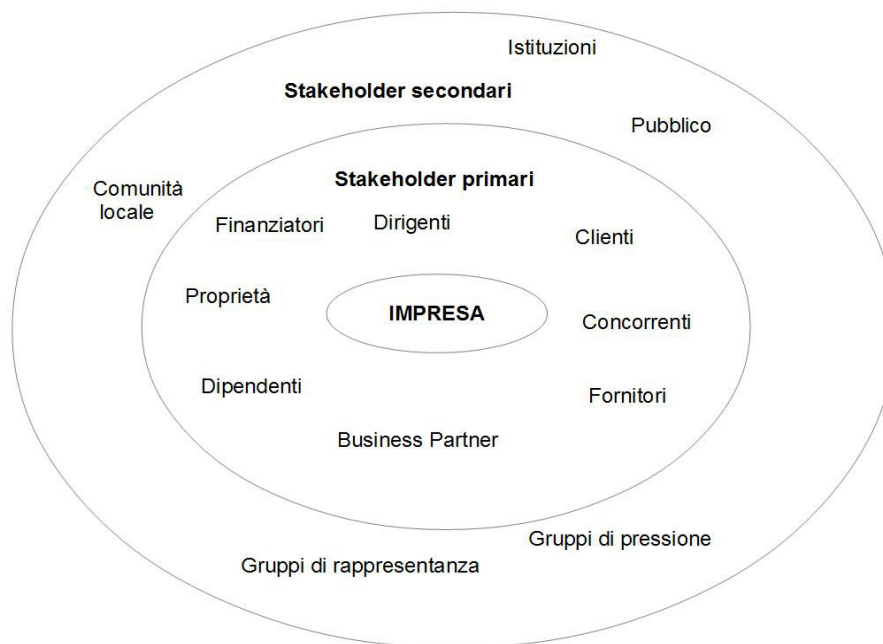 Istituzioni
Stakeholder secondari
Pubblico
Comunità
locale
Stakeholder primari
Finanziatori
Dirigenti
Clienti
Proprietà
IMPRESA
Concorrenti
Dipendenti
Fornitori
Business Partner
Gruppi di pressione
Gruppi di rappresentanza